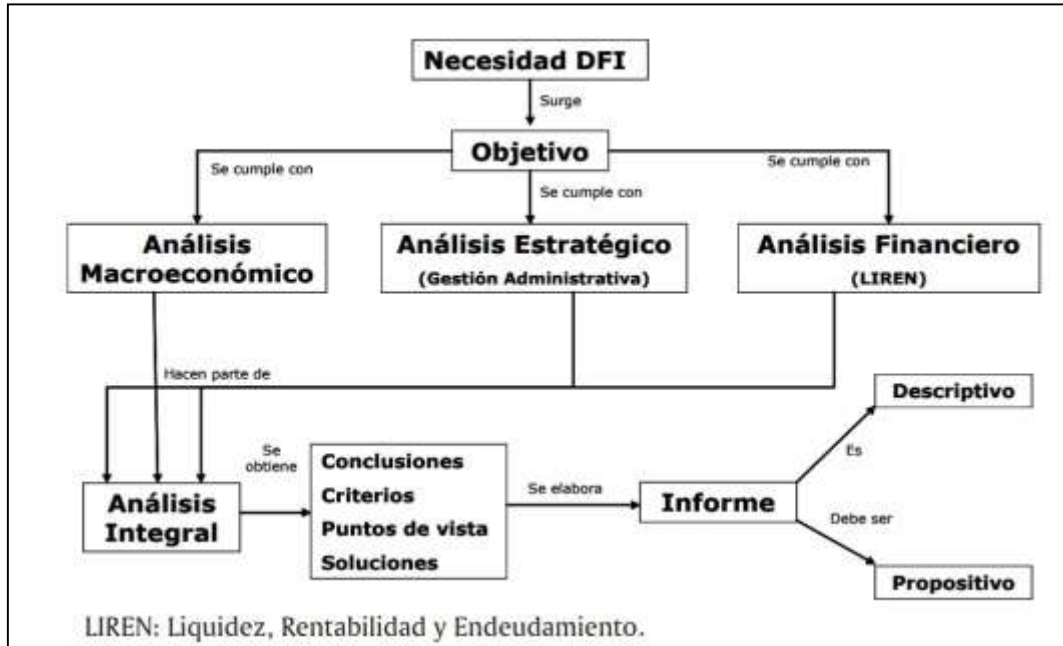 Necesidad DFI
Surge
Objetivo
Se cumple con
Se cumple con
Se cumple con
Análisis
Macroeconómico
Análisis Estratégico
(Gestión Administrativa)
Análisis Financiero
(LIREN)
Hacen parte de
Análisis
Integral
Se
obtiene
Conclusiones
Criterios
Puntos de vista
Soluciones
Se elabora
Informe
Es
Descriptivo
Debe ser
Propositivo
LIREN: Liquidez, Rentabilidad y Endeudamiento.